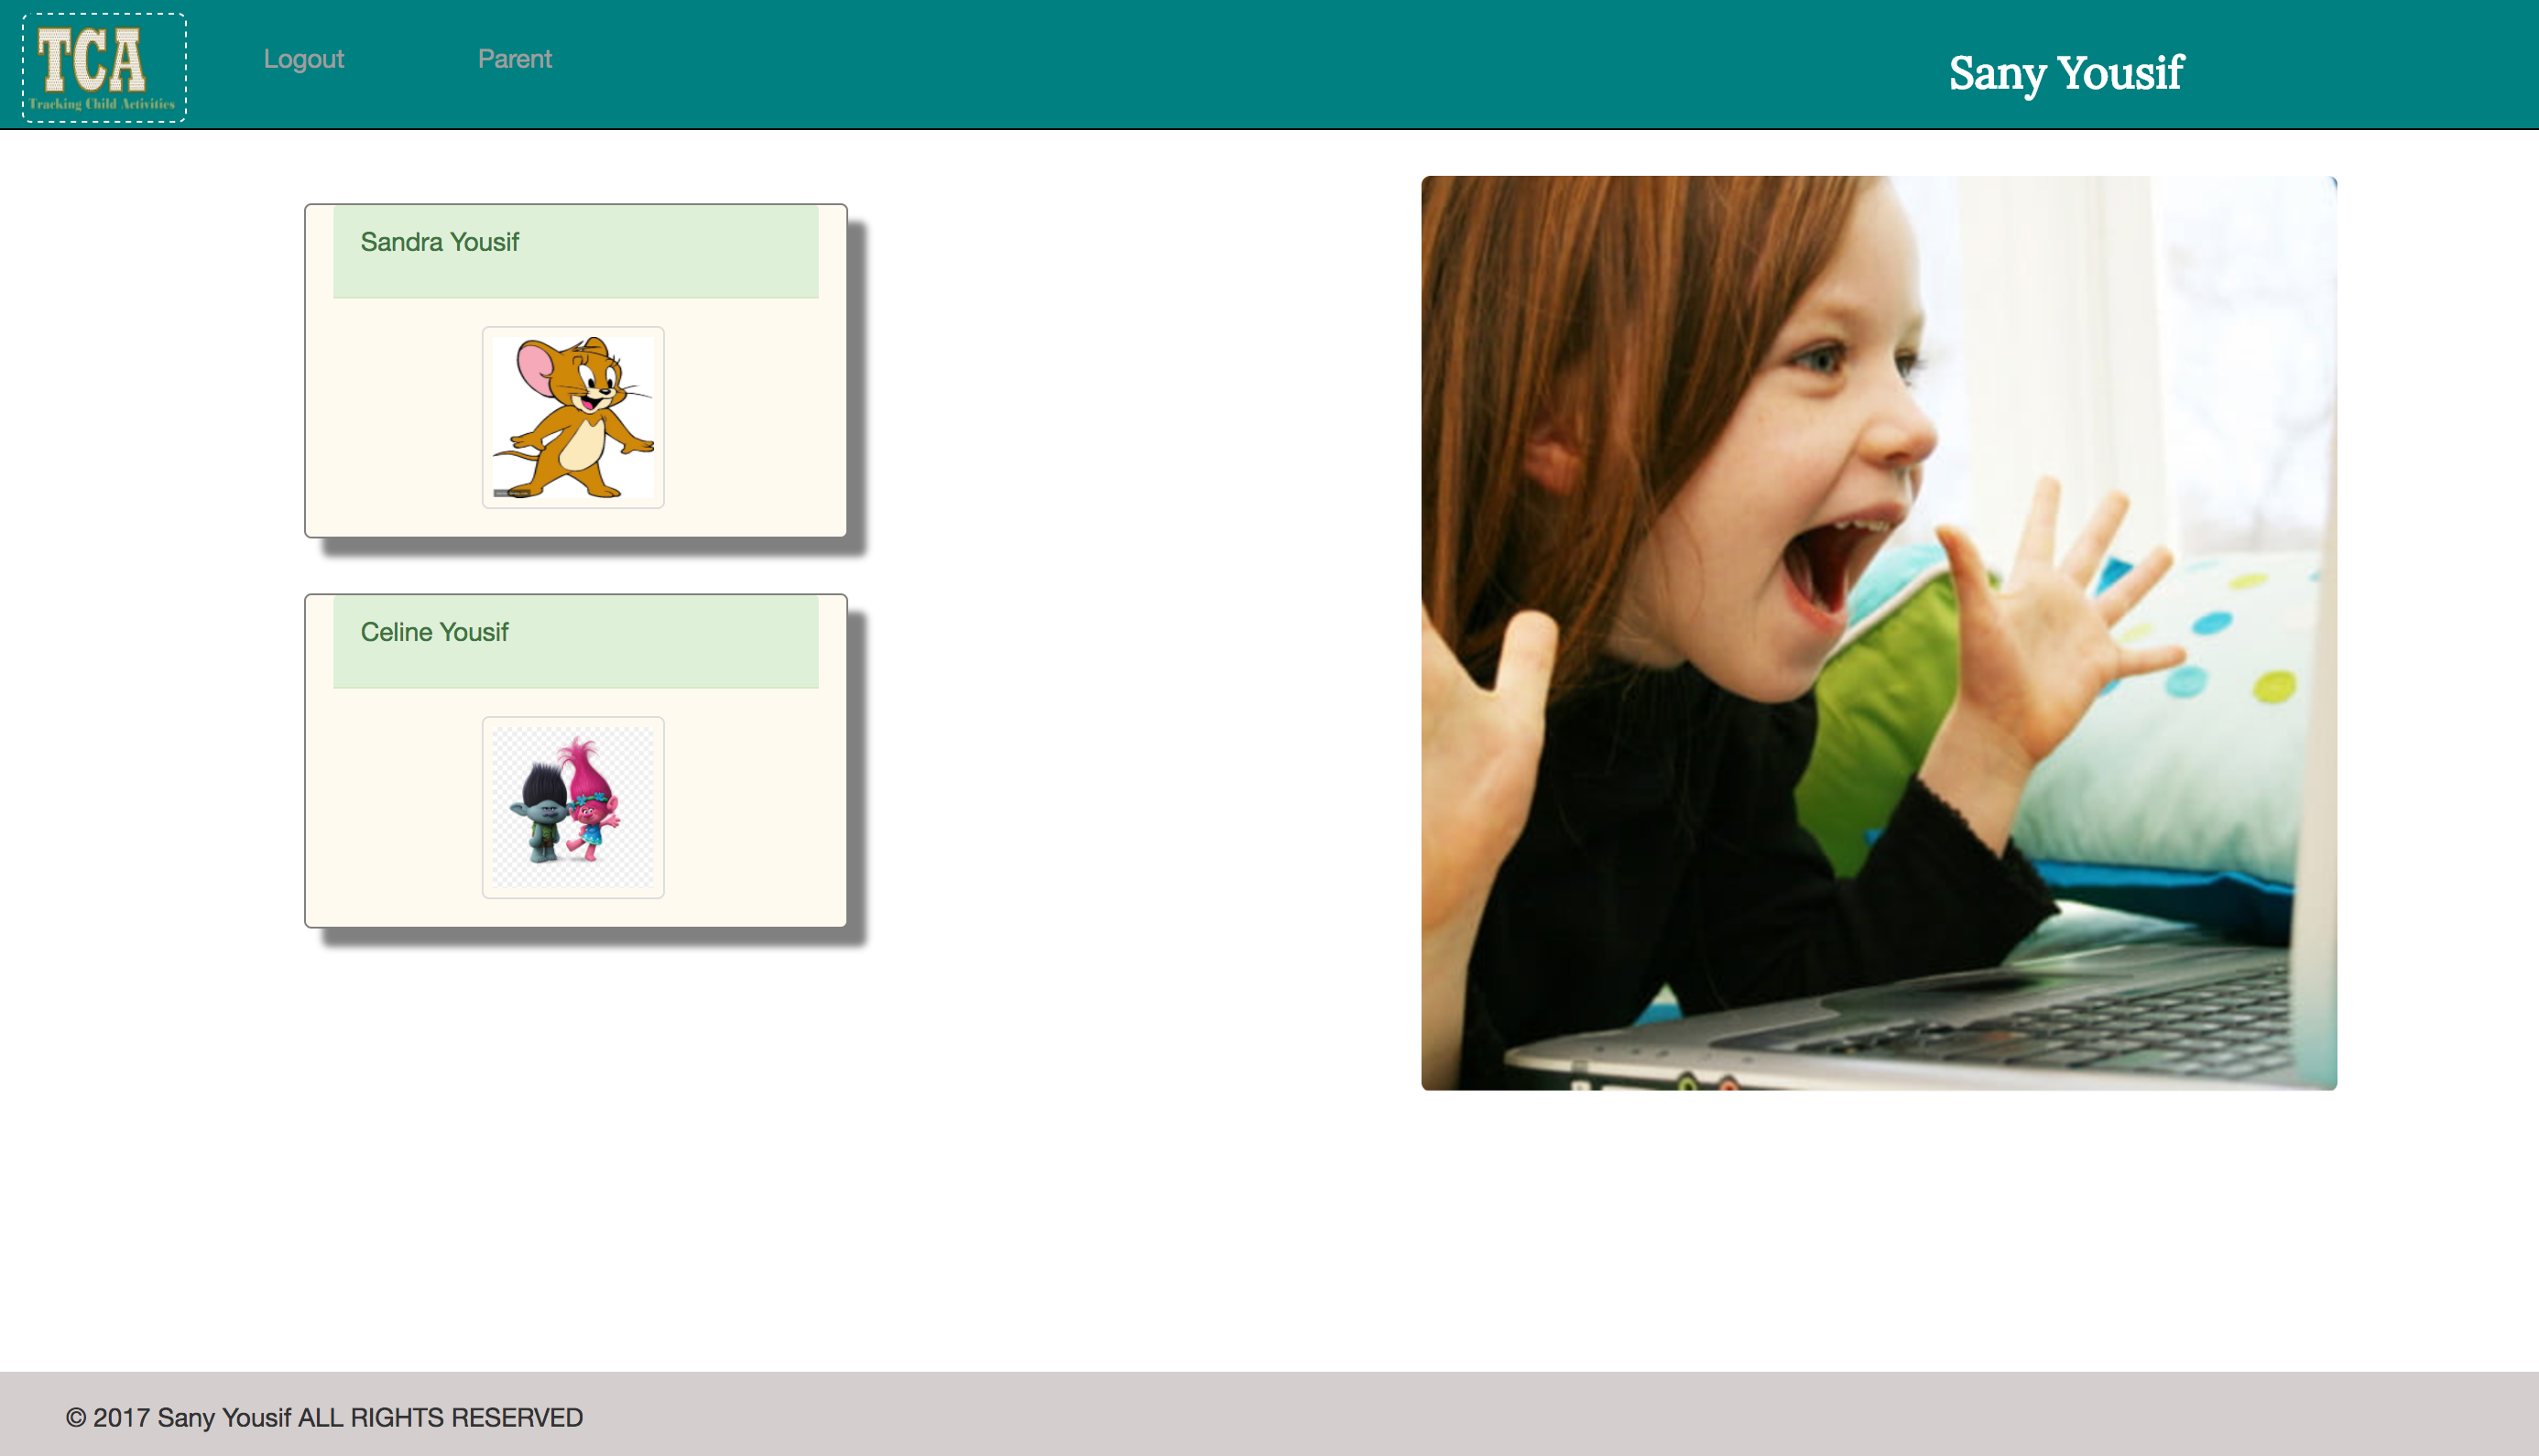 TCA
Tracking Child Activities
Logout
Parent
Sany Yousif
Sandra Yousif
Celine Yousif
© 2017 Sany Yousif ALL RIGHTS RESERVED